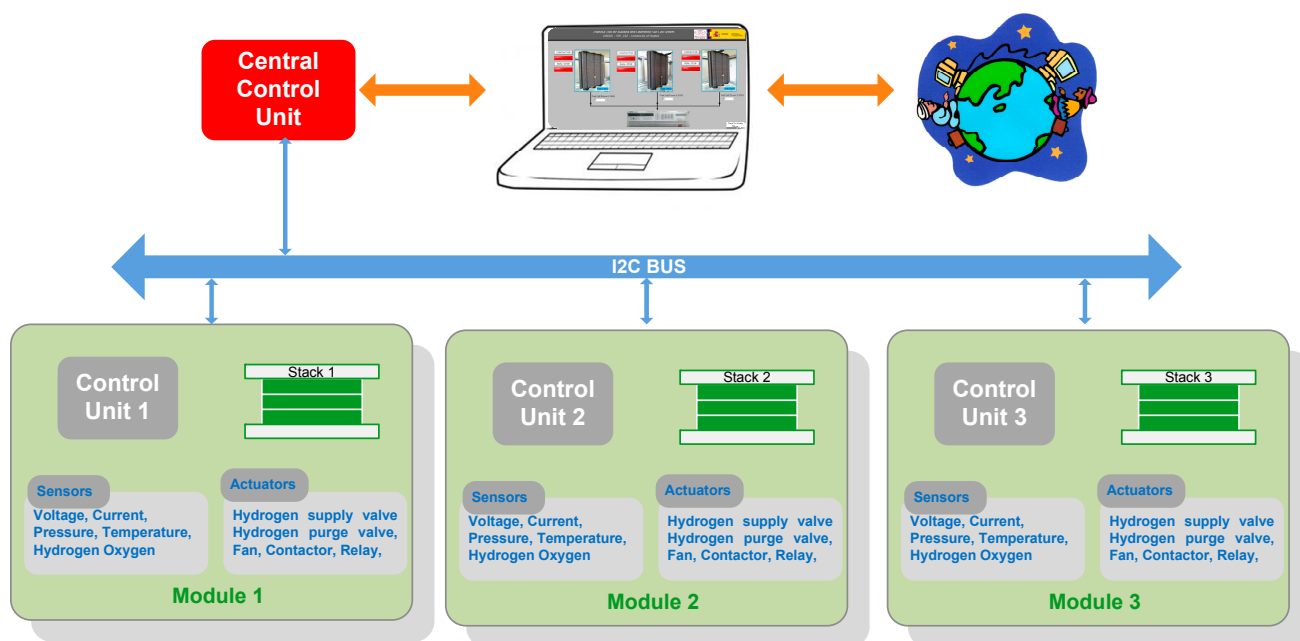 Central
Control
Unit
I2C BUS
Control
Unit 1
Stack 1
Sensors
Voltage, Current,
Pressure, Temperature,
Hydrogen Oxygen
Actuators
Hydrogen supply valve
Hydrogen purge valve,
Fan, Contactor, Relay,
Module 1
Control
Unit 2
Stack 2
Sensors
Voltage, Current,
Pressure, Temperature,
Hydrogen Oxygen
Actuators
Hydrogen supply valve
Hydrogen purge valve,
Fan, Contactor, Relay,
Module 2
Control
Unit 3
Stack 3
Sensors
Voltage, Current,
Pressure, Temperature,
Hydrogen Oxygen
Actuators
Hydrogen supply valve
Hydrogen purge valve,
Fan, Contactor, Relay,
Module 3